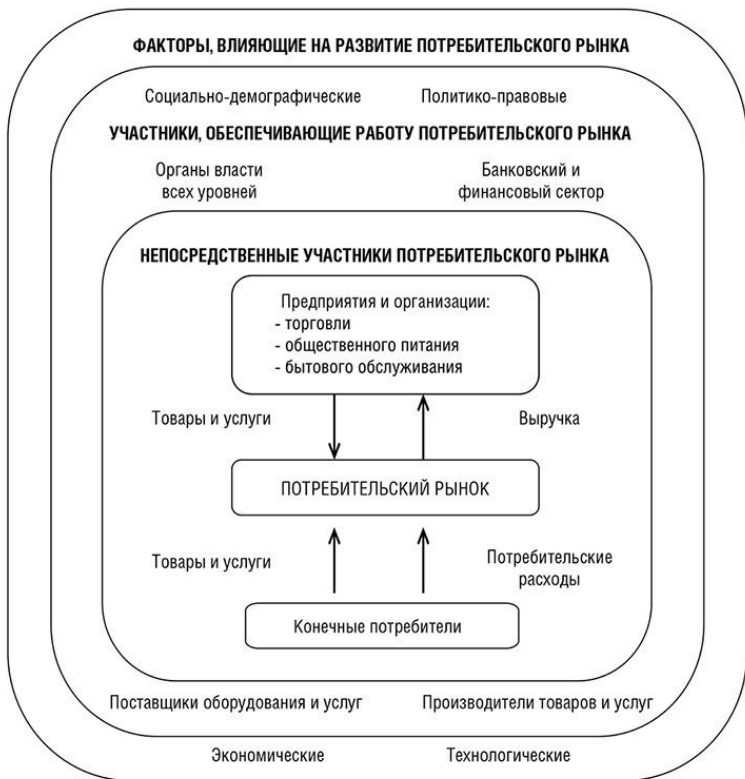 ФАКТОРЫ, ВЛИЯЮЩИЕ НА РАЗВИТИЕ ПОТРЕБИТЕЛЬСКОГО РЫНКА
Социально-демографические
Политико-правовые
УЧАСТНИКИ, ОБЕСПЕЧИВАЮЩИЕ РАБОТУ ПОТРЕБИТЕЛЬСКОГО РЫНКА
Органы власти
всех уровней
Банковский и
финансовый сектор
НЕПОСРЕДСТВЕННЫЕ УЧАСТНИКИ ПОТРЕБИТЕЛЬСКОГО РЫНКА
Предприятия и организации:
- торговли
- общественного питания
- бытового обслуживания
Товары и услуги
Выручка
ПОТРЕБИТЕЛЬСКИЙ РЫНОК
Товары и услуги
Потребительские
расходы
Конечные потребители
Поставщики оборудования и услуг
Производители товаров и услуг
Экономические
Технологические